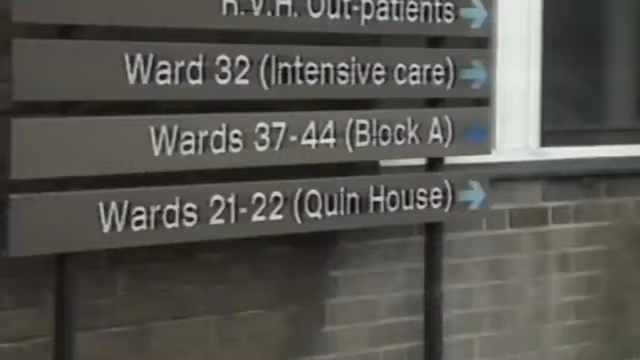 R.V.H. Out-patients →
Ward 32 (Intensive care) →
Wards 37-44 (Block A)
Wards 21-22 (Quin House) →